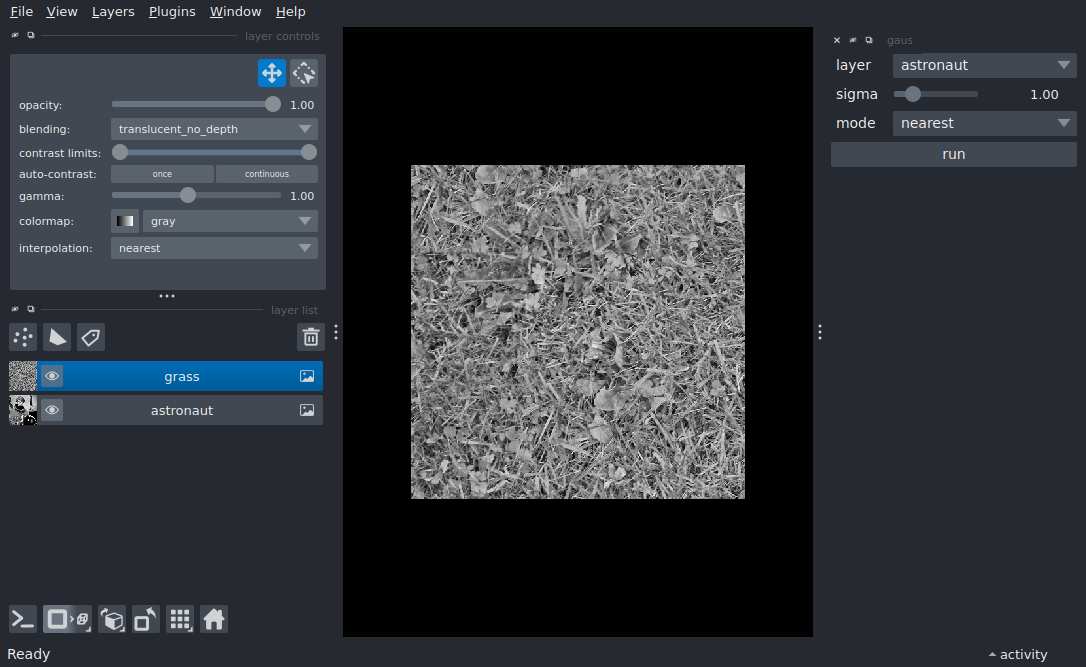 File View Layers Plugins Window Help
layer controls
opacity: 1.00
blending: translucent_no_depth
contrast limits:
auto-contrast: once continuous
gamma: 1.00
colormap: gray
interpolation: nearest
layer list
grass
astronaut
Ready
gaus
layer astronaut
sigma 1.00
mode nearest
run
activity